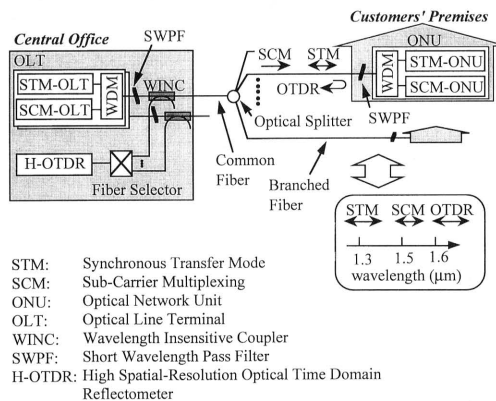 Customers' Premises
Central Office
SWPF
OLT
STM-OLT
SCM-OLT
WDM
WINC
SCM
STM
OTDR
ONU
WDM
STM-ONU
SCM-ONU
SWPF
Optical Splitter
H-OTDR
Fiber Selector
Common
Fiber
Branched
Fiber
STM SCM OTDR
1.3 1.5 1.6
wavelength (μm)
STM: Synchronous Transfer Mode
SCM: Sub-Carrier Multiplexing
ONU: Optical Network Unit
OLT: Optical Line Terminal
WINC: Wavelength Insensitive Coupler
SWPF: Short Wavelength Pass Filter
H-OTDR: High Spatial-Resolution Optical Time Domain
Reflectometer